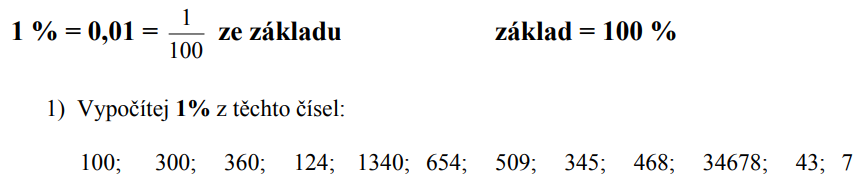 1 % = 0,01 = 1/100 ze základu základ = 100 %
1) Vypočítej 1% z těchto čísel:
100; 300; 360; 124; 1340; 654; 509; 345; 468; 34678; 43; 7